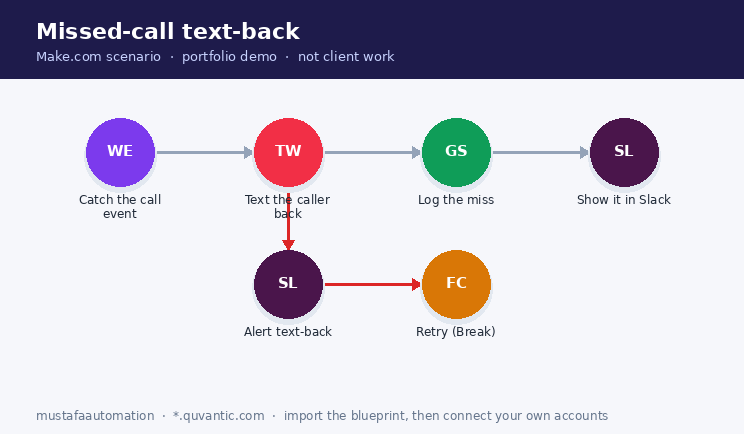 Missed-call text-back
Make.com scenario · portfolio demo · not client work
WE
TW
GS
SL
Catch the call
event
Text the caller
back
Log the miss
Show it in Slack
SL
FC
Alert text-back
Retry (Break)
mustafaautomation · *.quvantic.com · import the blueprint, then connect your own accounts